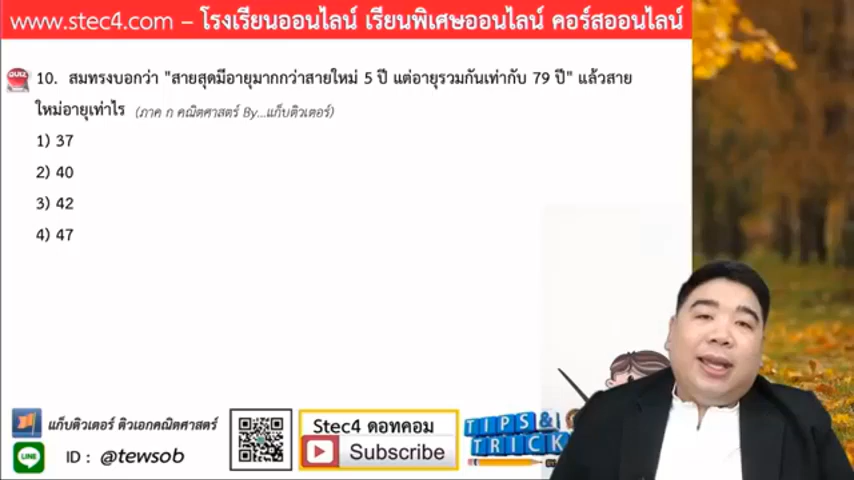 www.stec4.com – โรงเรียนออนไลน์ เรียนพิเศษออนไลน์ คอร์สออนไลน์
QUIZ
10. สมทรงบอกว่า "สายสุดมีอายุมากกว่าสายใหม่ 5 ปี แต่อายุรวมกันเท่ากับ 79 ปี" แล้วสาย
ใหม่อายุเท่าไร (ภาค ก คณิตศาสตร์ By...แก็บติวเตอร์)
1) 37
2) 40
3) 42
4) 47
แก็บติวเตอร์ ติวเอกคณิตศาสตร์
LINE ID : @tewsob
Stec4 ดอทคอม
Subscribe
TIPS &
TRICK